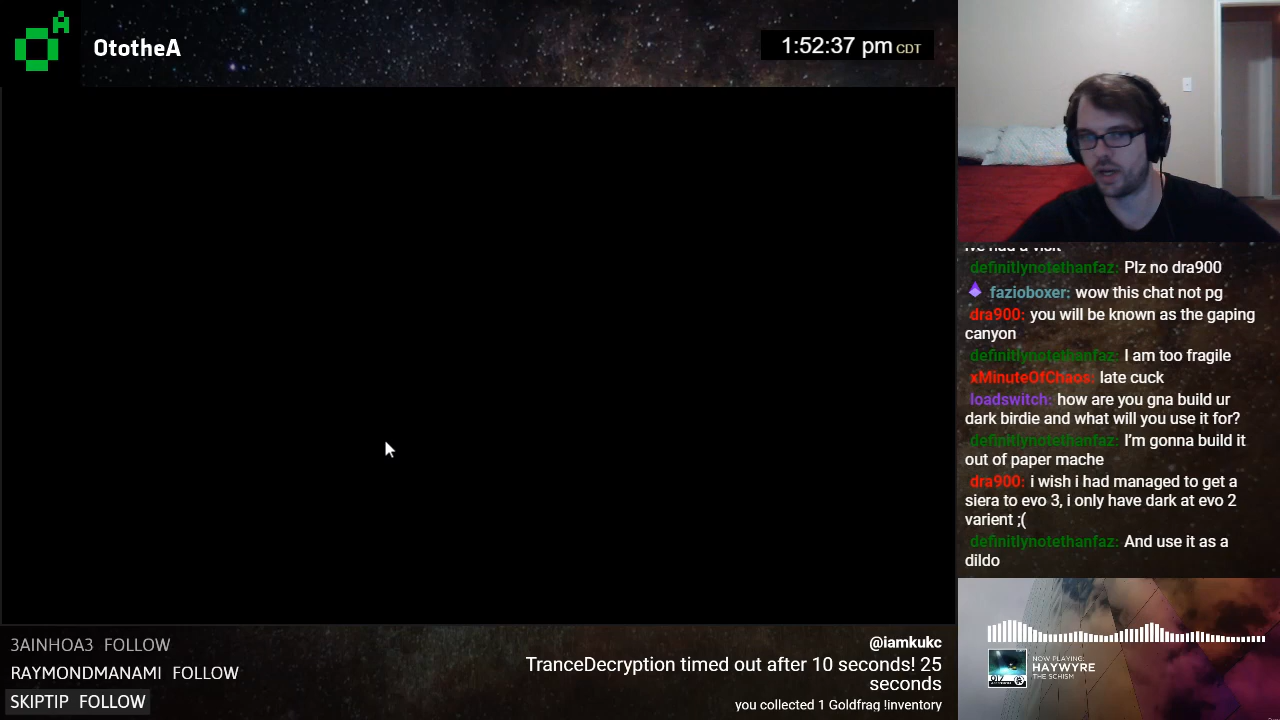 OtotheA
1:52:37 pm CDT
definitlynotethanfaz: Plz no dra900
fazioboxer: wow this chat not pg
dra900: you will be known as the gaping
canyon
definitlynotethanfaz: I am too fragile
xMinuteOfChaos: late cuck
loadswitch: how are you gna build ur
dark birdie and what will you use it for?
definitlynotethanfaz: I'm gonna build it
out of paper mache
dra900: i wish i had managed to get a
siera to evo 3, i only have dark at evo 2
varient ;(
definitlynotethanfaz: And use it as a
dildo
3AINHOA3 FOLLOW
RAYMONDMANAMI FOLLOW
SKIPTIP FOLLOW
@iamkukc
TranceDecryption timed out after 10 seconds! 25
seconds
you collected 1 Goldfrag !inventory
NOW PLAYING:
HAYWYRE
THE SCHISM